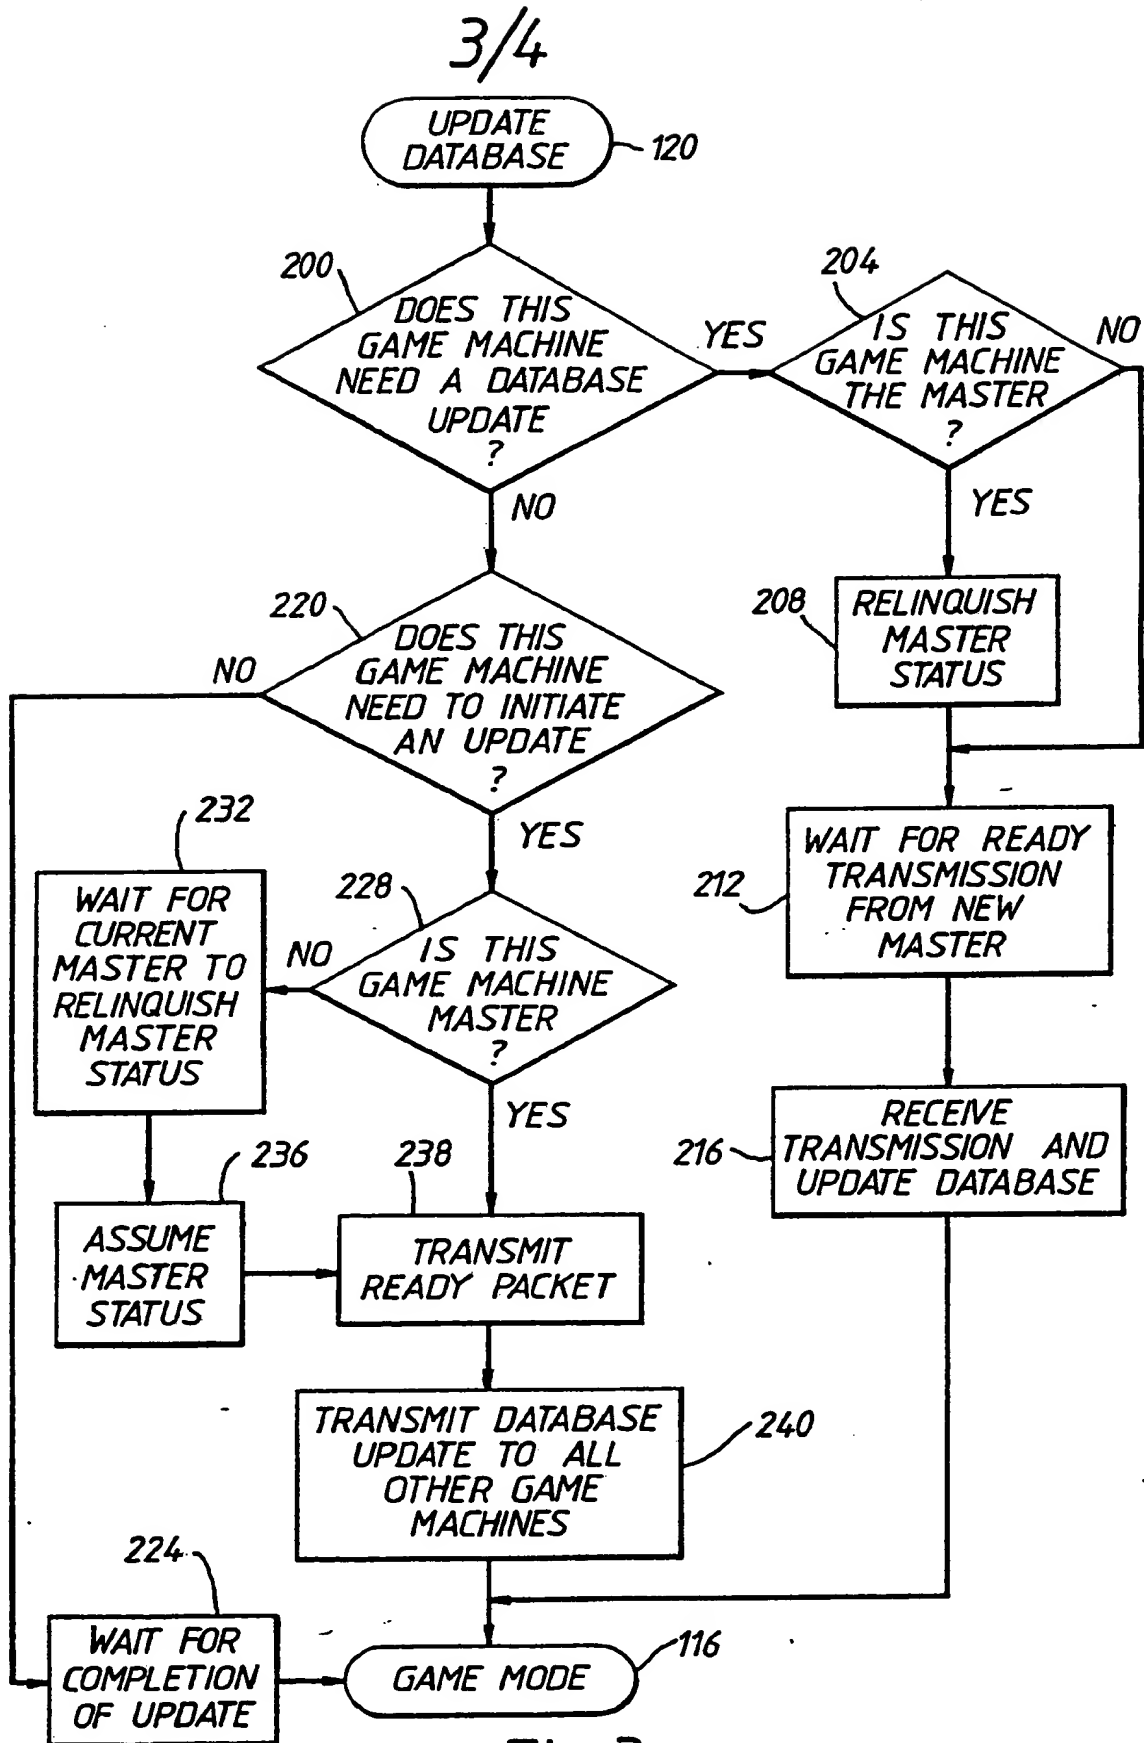 3/4
UPDATE
DATABASE
120
200
DOES THIS
GAME MACHINE
NEED A DATABASE
UPDATE
?
YES
NO
204
IS THIS
GAME MACHINE
THE MASTER
?
NO
YES
208
RELINQUISH
MASTER
STATUS
212
WAIT FOR READY
TRANSMISSION
FROM NEW
MASTER
216
RECEIVE
TRANSMISSION AND
UPDATE DATABASE
220
DOES THIS
GAME MACHINE
NEED TO INITIATE
AN UPDATE
?
NO
YES
228
IS THIS
GAME MACHINE
MASTER
?
NO
YES
232
WAIT FOR
CURRENT
MASTER TO
RELINQUISH
MASTER
STATUS
236
ASSUME
MASTER
STATUS
238
TRANSMIT
READY PACKET
240
TRANSMIT DATABASE
UPDATE TO ALL
OTHER GAME
MACHINES
224
WAIT FOR
COMPLETION
OF UPDATE
GAME MODE
116